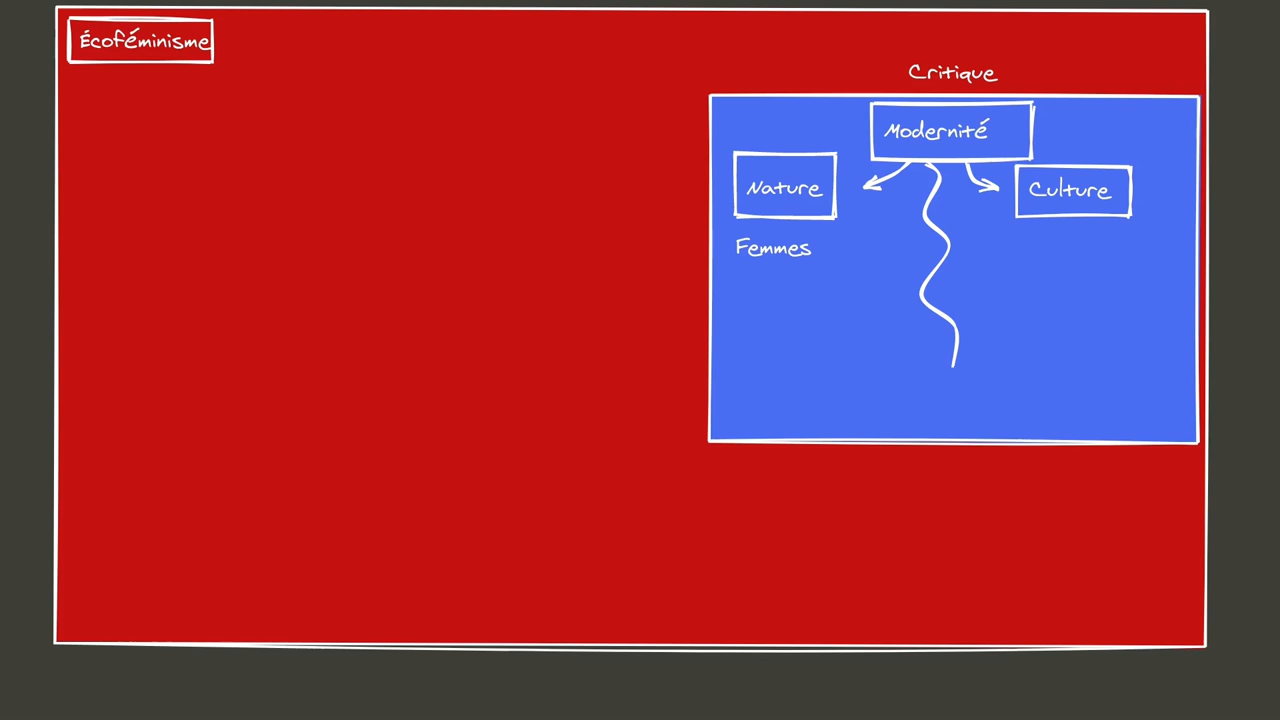 Écoféminisme
Critique
Modernité
Nature
Culture
Femmes